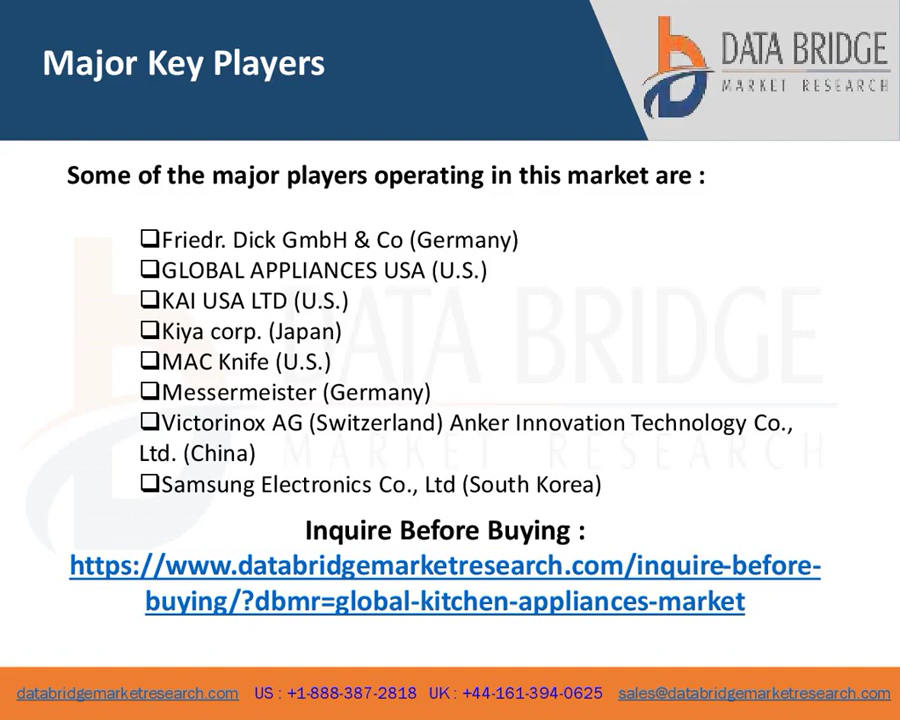 Major Key Players
DATA BRIDGE
MARKET RESEARCH
Some of the major players operating in this market are :
❑Friedr. Dick GmbH & Co (Germany)
❑GLOBAL APPLIANCES USA (U.S.)
❑KAI USA LTD (U.S.)
❑Kiya corp. (Japan)
❑MAC Knife (U.S.)
❑Messermeister (Germany)
❑Victorinox AG (Switzerland) Anker Innovation Technology Co.,
Ltd. (China)
❑Samsung Electronics Co., Ltd (South Korea)
DATA BRIDGE
MARKET RESEARCH
Inquire Before Buying :
https://www.databridgemarketresearch.com/inquire-before-
buying/?dbmr=global-kitchen-appliances-market
databridgemarketresearch.com US : +1-888-387-2818 UK : +44-161-394-0625 sales@databridgemarketresearch.com